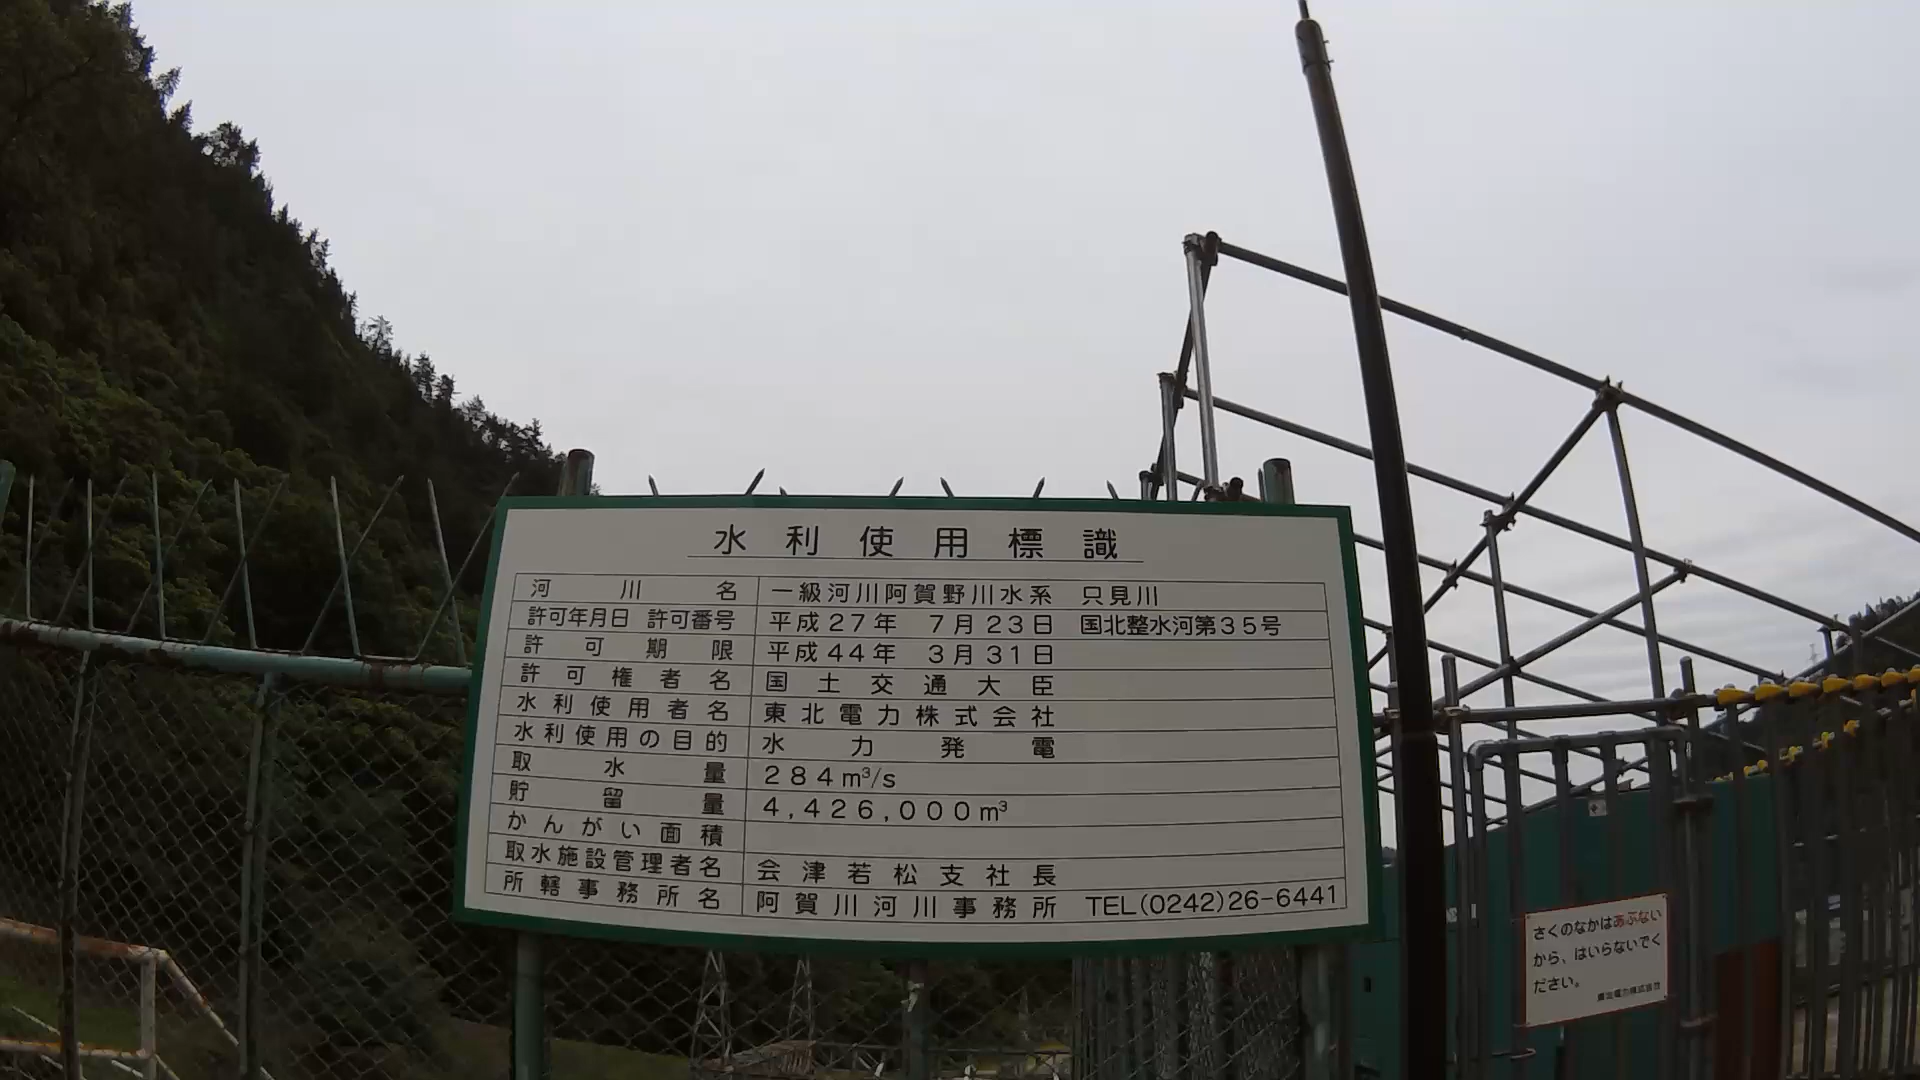 水利使用標識
河川名 一級河川阿賀野川水系 只見川
許可年月日 許可番号 平成27年 7月23日 国北整水河第35号
許可期限 平成44年 3月31日
許可権者名 国土交通大臣
水利使用者名 東北電力株式会社
水利使用の目的 水力発電
取水量 284m³/s
貯留量 4,426,000m³
かんがい面積
取水施設管理者名 会津若松支社長
所轄事務所名 阿賀川河川事務所 TEL(0242)26-6441
さくのなかはあぶない
から、はいらないでく
ださい。
東北電力株式会社